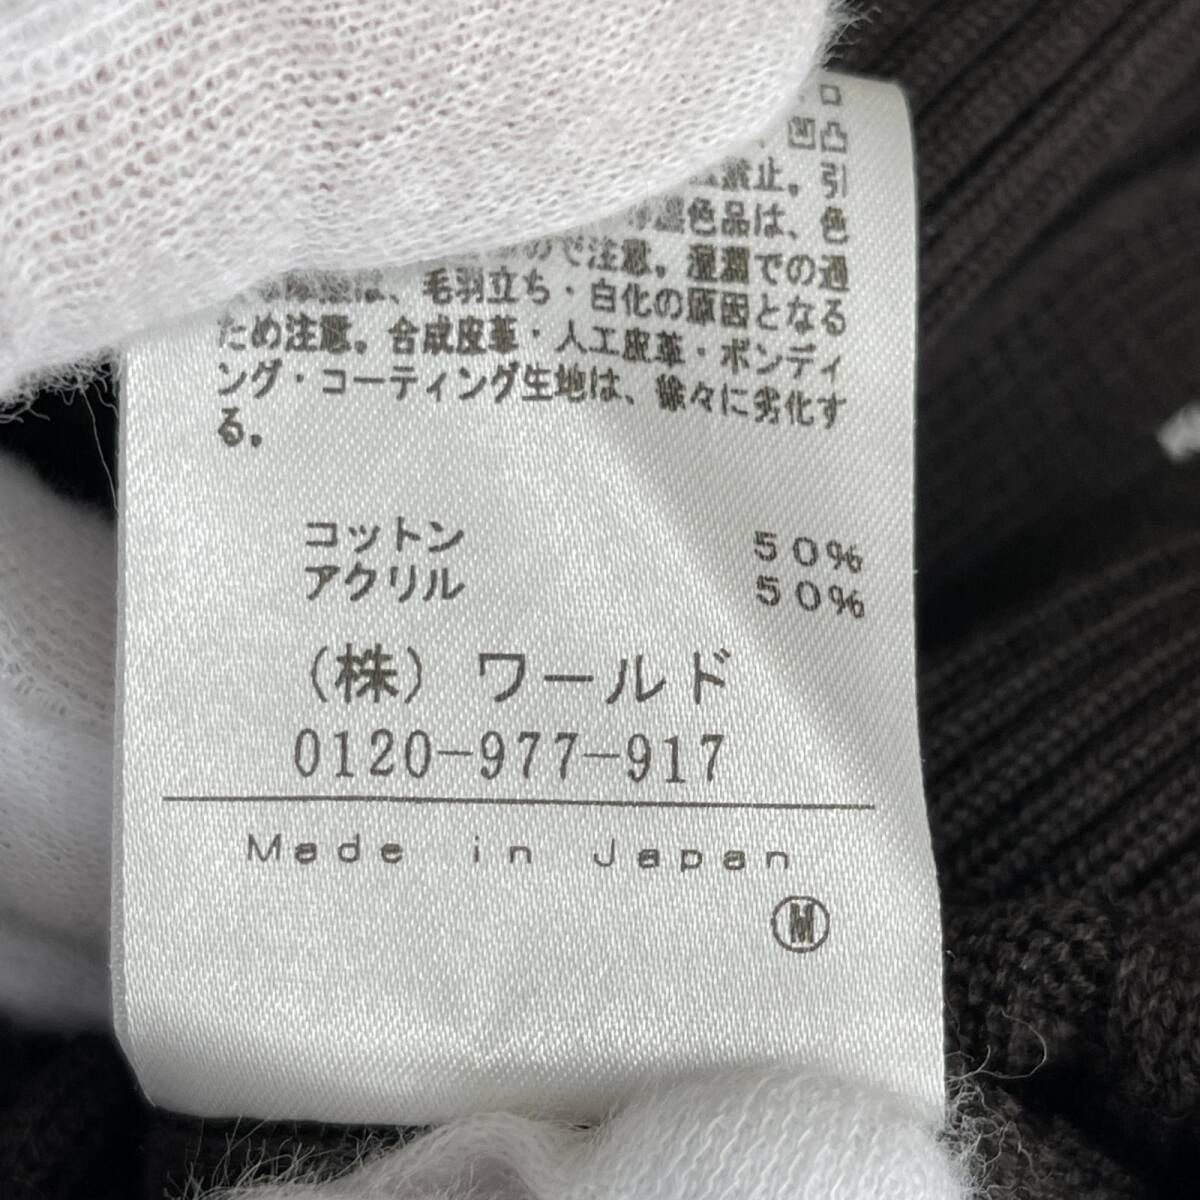 ロ
凹凸
禁止。引
濃色品は、色
ので注意。湿潤での過
は、毛羽立ち・白化の原因となる
ため注意。合成皮革・人工皮革・ボンディ
ング・コーティング生地は、徐々に劣化す
る。
コットン 50%
アクリル 50%
(株) ワールド
0120-977-917
Made in Japan
M